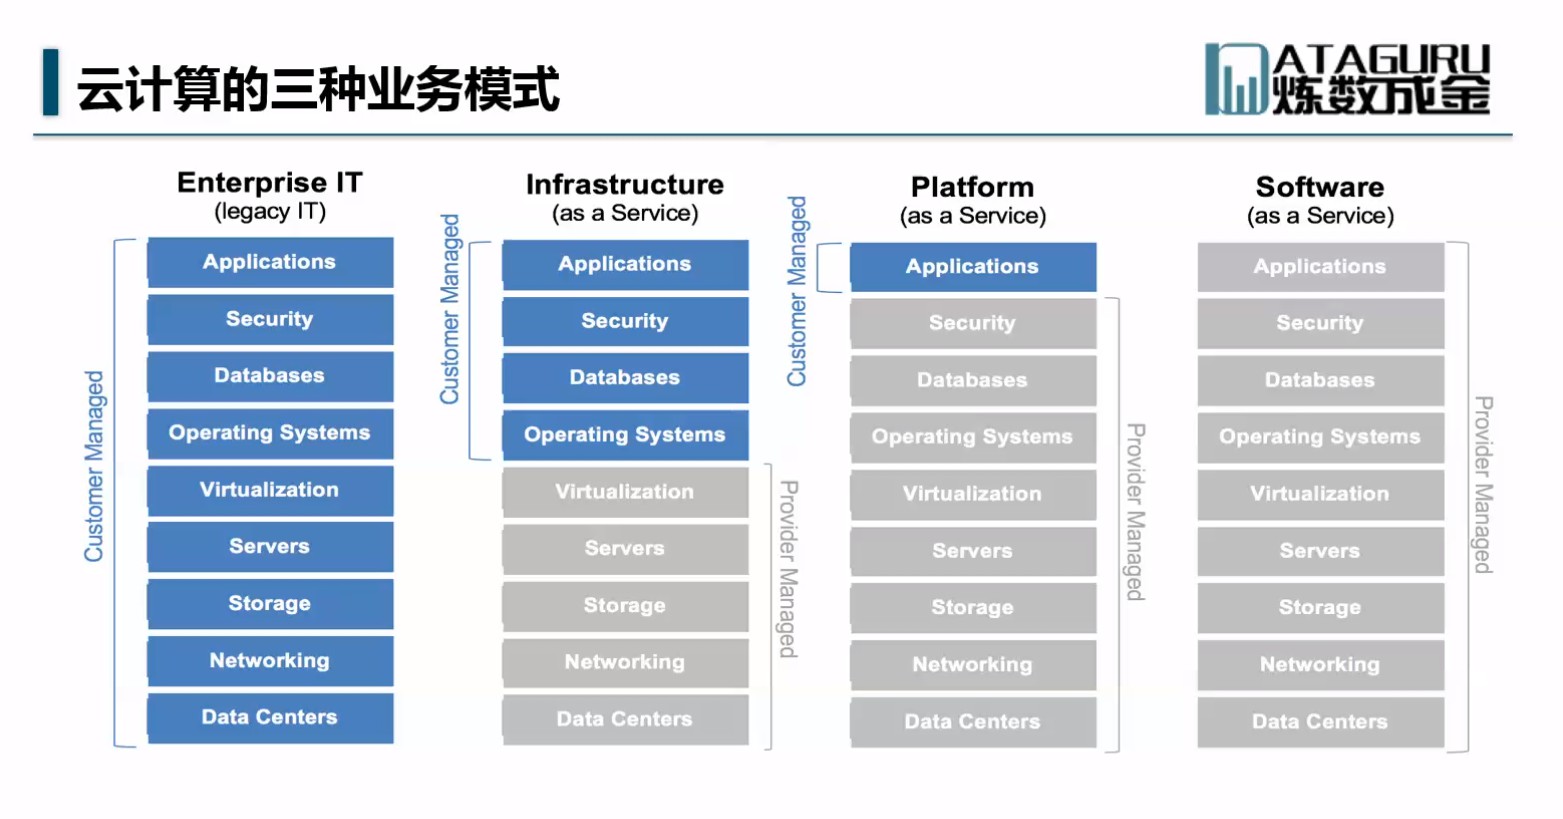 云计算的三种业务模式
ATAGURU
炼数成金
Enterprise IT
(legacy IT)
Customer Managed
Applications
Security
Databases
Operating Systems
Virtualization
Servers
Storage
Networking
Data Centers
Infrastructure
(as a Service)
Customer Managed
Applications
Security
Databases
Operating Systems
Virtualization
Servers
Storage
Networking
Data Centers
Provider Managed
Platform
(as a Service)
Customer Managed
Applications
Security
Databases
Operating Systems
Virtualization
Servers
Storage
Networking
Data Centers
Provider Managed
Software
(as a Service)
Applications
Security
Databases
Operating Systems
Virtualization
Servers
Storage
Networking
Data Centers
Provider Managed